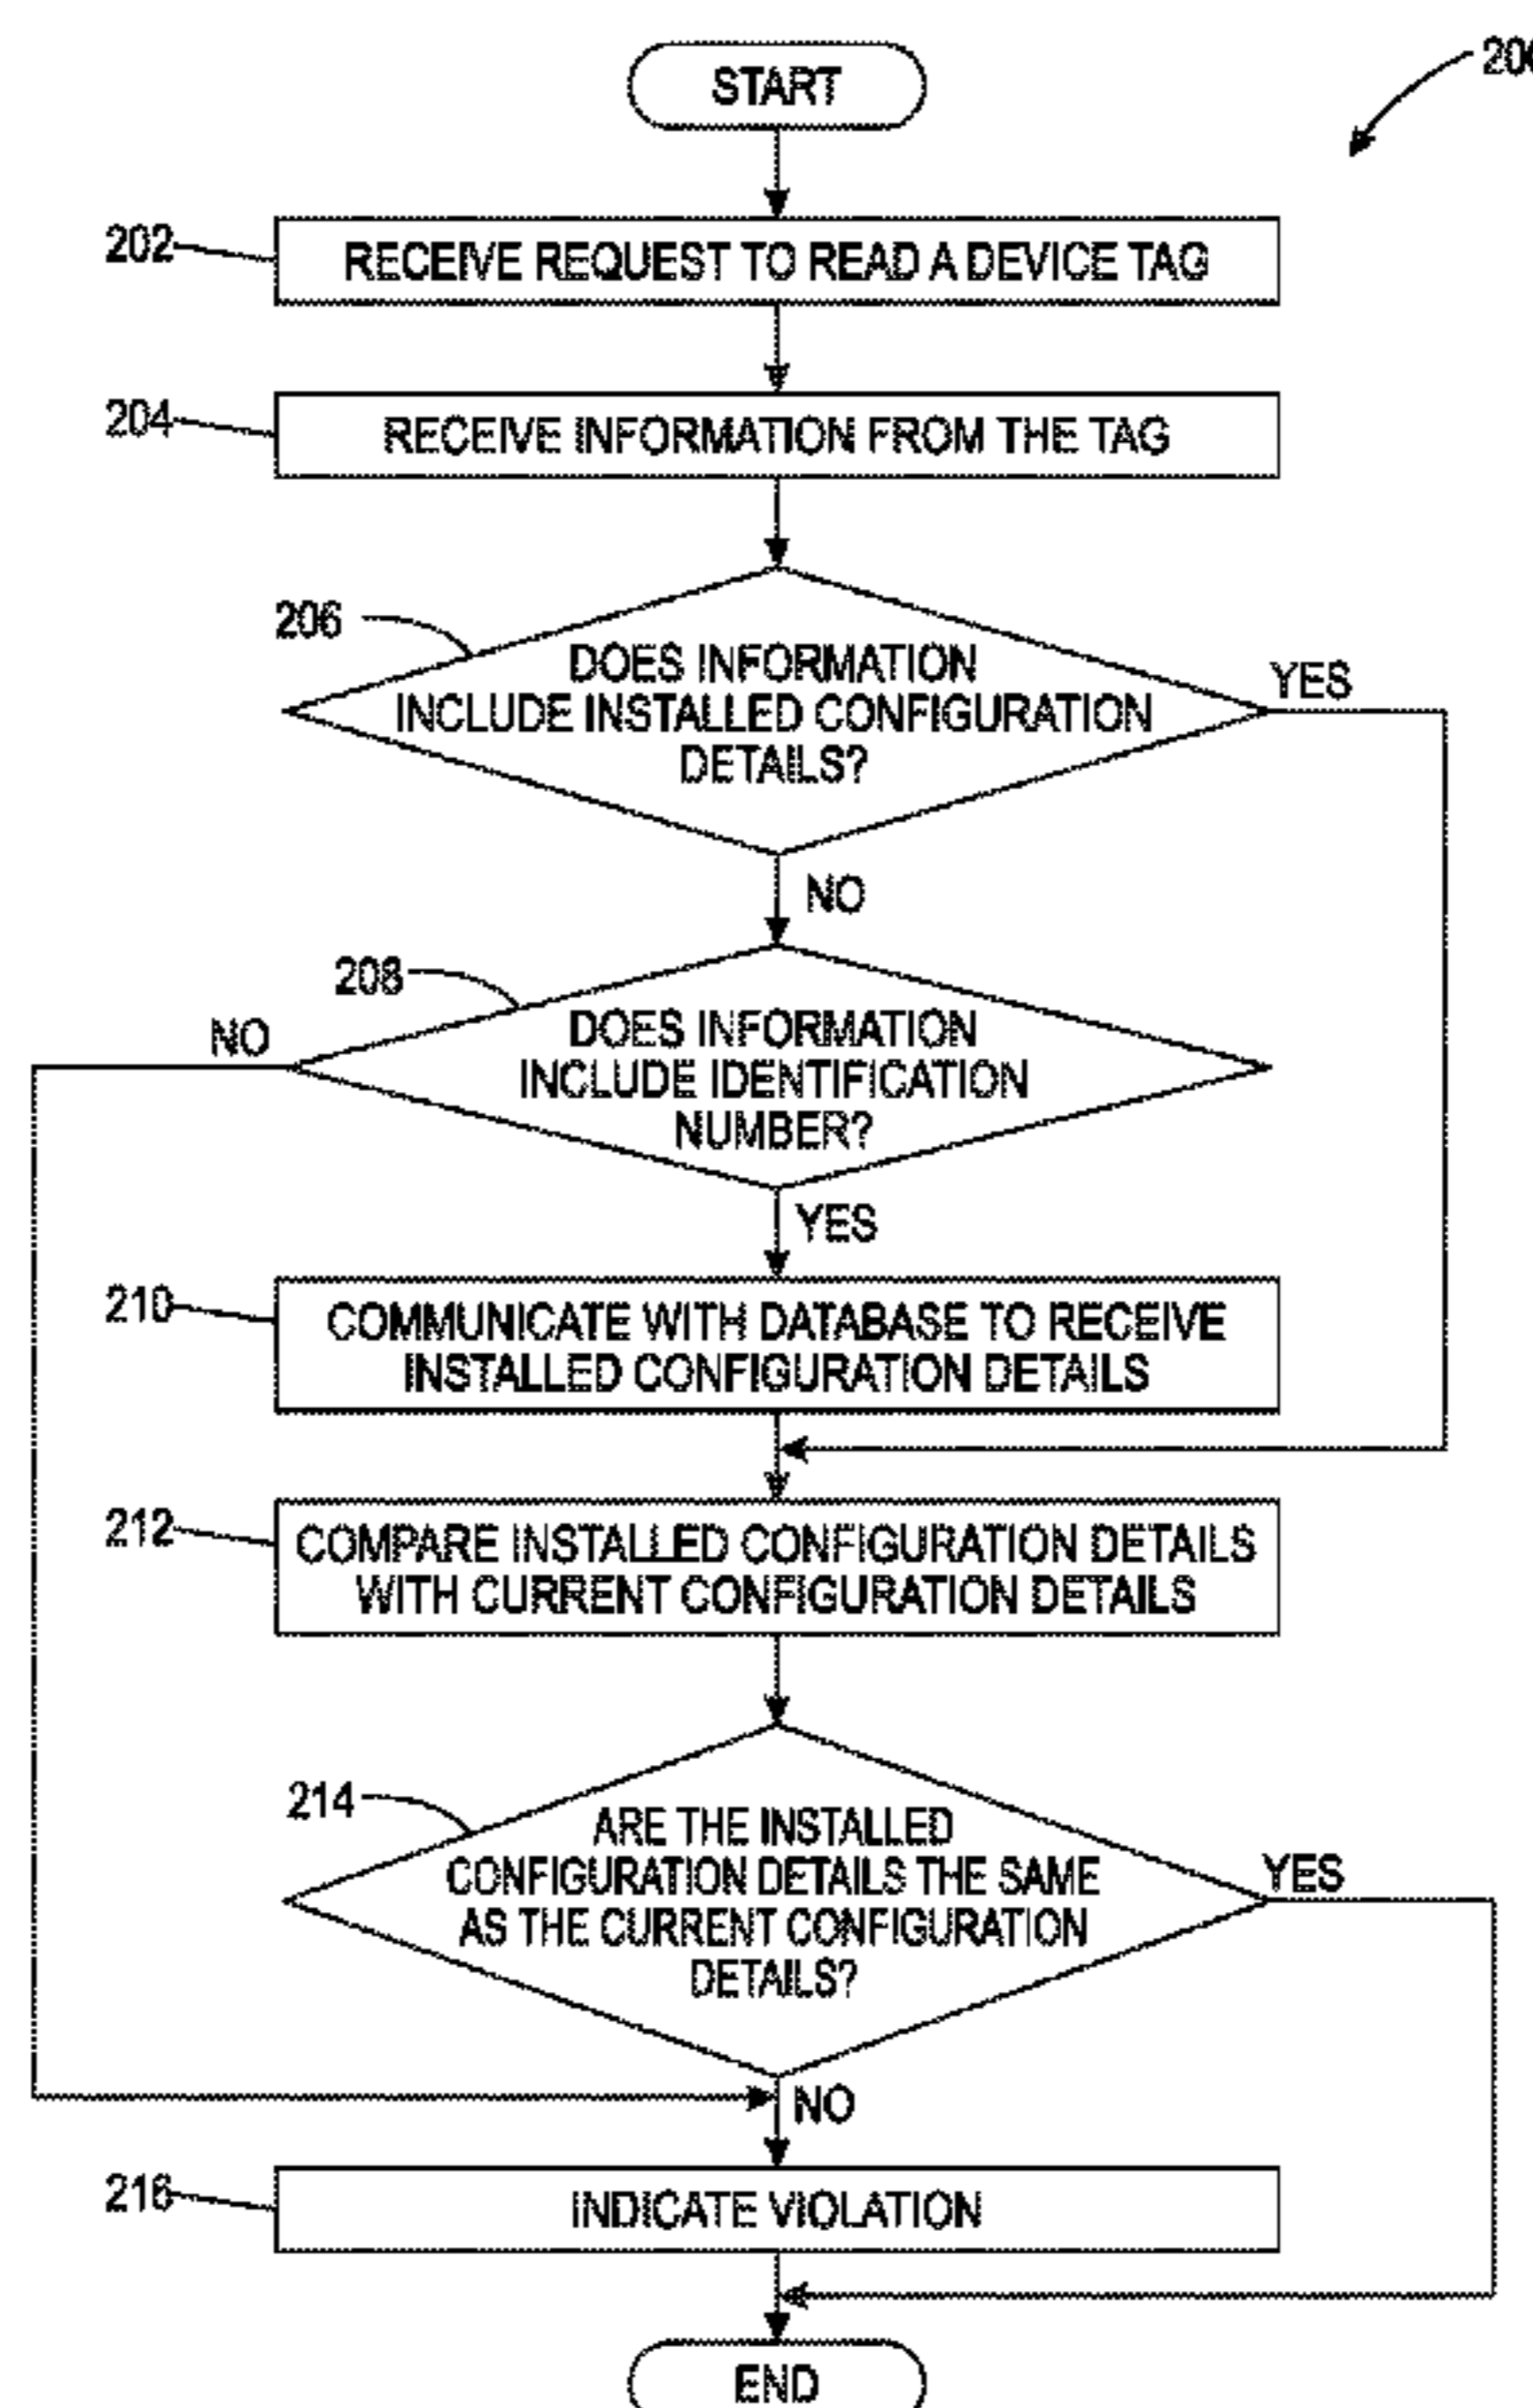 START
202
RECEIVE REQUEST TO READ A DEVICE TAG
204
RECEIVE INFORMATION FROM THE TAG
206
DOES INFORMATION
INCLUDE INSTALLED CONFIGURATION
DETAILS?
YES
NO
208
DOES INFORMATION
INCLUDE IDENTIFICATION
NUMBER?
NO
YES
210
COMMUNICATE WITH DATABASE TO RECEIVE
INSTALLED CONFIGURATION DETAILS
212
COMPARE INSTALLED CONFIGURATION DETAILS
WITH CURRENT CONFIGURATION DETAILS
214
ARE THE INSTALLED
CONFIGURATION DETAILS THE SAME
AS THE CURRENT CONFIGURATION
DETAILS?
YES
NO
216
INDICATE VIOLATION
END